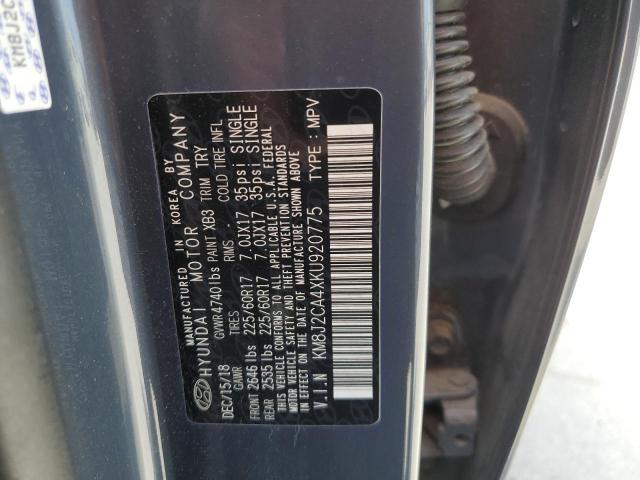 KM8J2C
MANUFACTURED IN KOREA BY
HYUNDAI MOTOR COMPANY
DEC/15/18 GVWR 4740 lbs PAINT XB3 TRIM TRY
GAWR TIRES RIMS COLD TIRE INFL
FRONT 2646 lbs 225/60R17 7.0JX17 35psi, SINGLE
REAR 2535 lbs 225/60R17 7.0JX17 35psi, SINGLE
THIS VEHICLE CONFORMS TO ALL APPLICABLE U.S.A. FEDERAL
MOTOR VEHICLE SAFETY AND THEFT PREVENTION STANDARDS
IN EFFECT ON THE DATE OF MANUFACTURE SHOWN ABOVE
V.I.N KM8J2CA4XKU920775 TYPE : MPV